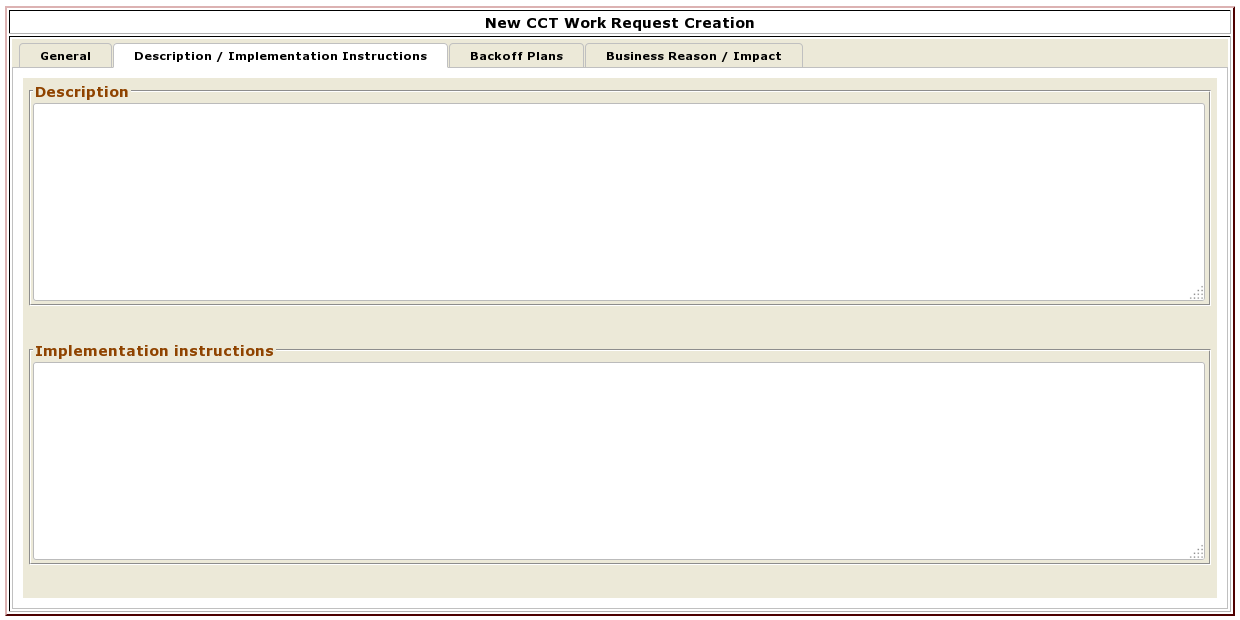 New CCT Work Request Creation
General Description / Implementation Instructions Backoff Plans Business Reason / Impact
Description
Implementation instructions